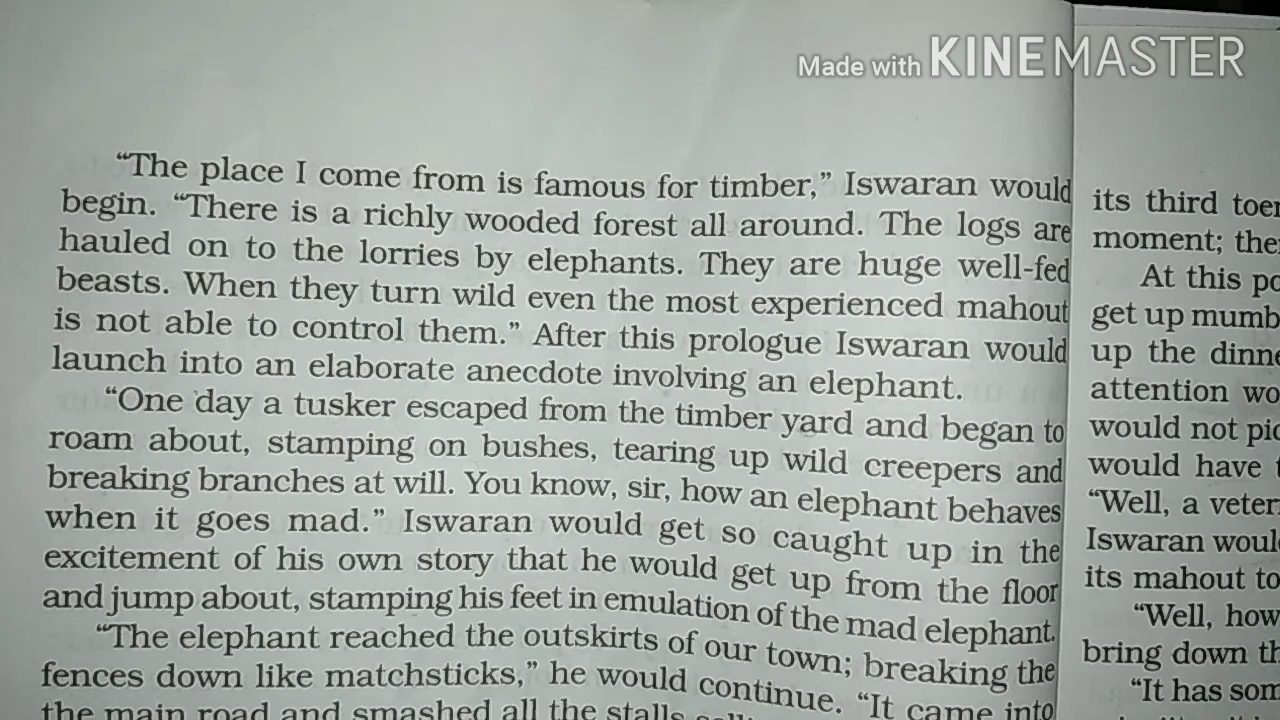 Made with KINEMASTER
“The place I come from is famous for timber,” Iswaran would
begin. “There is a richly wooded forest all around. The logs are
hauled on to the lorries by elephants. They are huge well-fed
beasts. When they turn wild even the most experienced mahout
is not able to control them.” After this prologue Iswaran would
launch into an elaborate anecdote involving an elephant.
“One day a tusker escaped from the timber yard and began to
roam about, stamping on bushes, tearing up wild creepers and
breaking branches at will. You know, sir, how an elephant behaves
when it goes mad.” Iswaran would get so caught up in the
excitement of his own story that he would get up from the floor
and jump about, stamping his feet in emulation of the mad elephant.
“The elephant reached the outskirts of our town; breaking the
fences down like matchsticks,” he would continue. “It came into
the main road and smashed all the stalls
its third
moment;
At this
get up
up the
attention
would not
would have
“Well, a
Iswaran
its mahout to
“Well, how
bring down
“It has